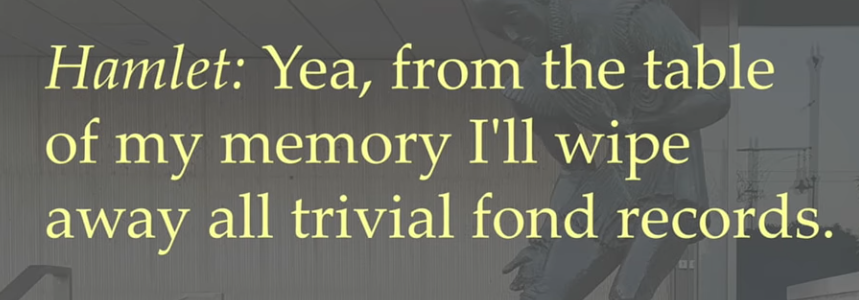 Hamlet: Yea, from the table
of my memory I'll wipe
away all trivial fond records.